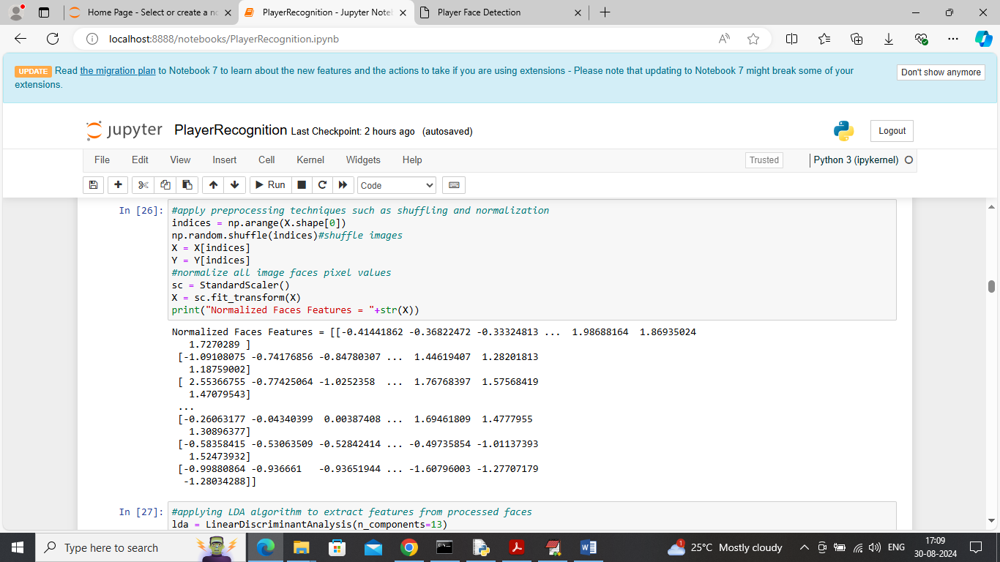 Home Page - Select or create a no
PlayerRecognition - Jupyter Noteb
Player Face Detection
localhost:8888/notebooks/PlayerRecognition.ipynb
UPDATE Read the migration plan to Notebook 7 to learn about the new features and the actions to take if you are using extensions - Please note that updating to Notebook 7 might break some of your
extensions.
Don't show anymore
jupyter PlayerRecognition Last Checkpoint: 2 hours ago (autosaved)
Logout
File Edit View Insert Cell Kernel Widgets Help
Trusted
Python 3 (ipykernel)
Run
Code
In [26]: #apply preprocessing techniques such as shuffling and normalization
indices = np.arange(X.shape[0])
np.random.shuffle(indices)#shuffle images
X = X[indices]
Y = Y[indices]
#normalize all image faces pixel values
sc = StandardScaler()
X = sc.fit_transform(X)
print("Normalized Faces Features = "+str(X))
Normalized Faces Features = [[-0.41441862 -0.36822472 -0.33324813 ...  1.98688164  1.86935024
1.7270289 ]
[-1.09108075 -0.74176856 -0.84780307 ...  1.44619407  1.28201813
1.18759002]
[ 2.55366755 -0.77425064 -1.0252358  ...  1.76768397  1.57568419
1.47079543]
...
[-0.26063177 -0.04340399  0.00387408 ...  1.69461809  1.4777955
1.30896377]
[-0.58358415 -0.53063509 -0.52842414 ... -0.49735854 -1.01137393
1.52473932]
[-0.99880864 -0.936661   -0.93651944 ... -1.60796003 -1.27707179
-1.28034288]]
In [27]: #applying LDA algorithm to extract features from processed faces
lda = LinearDiscriminantAnalysis(n_components=13)
Type here to search
25°C Mostly cloudy
ENG
17:09
30-08-2024